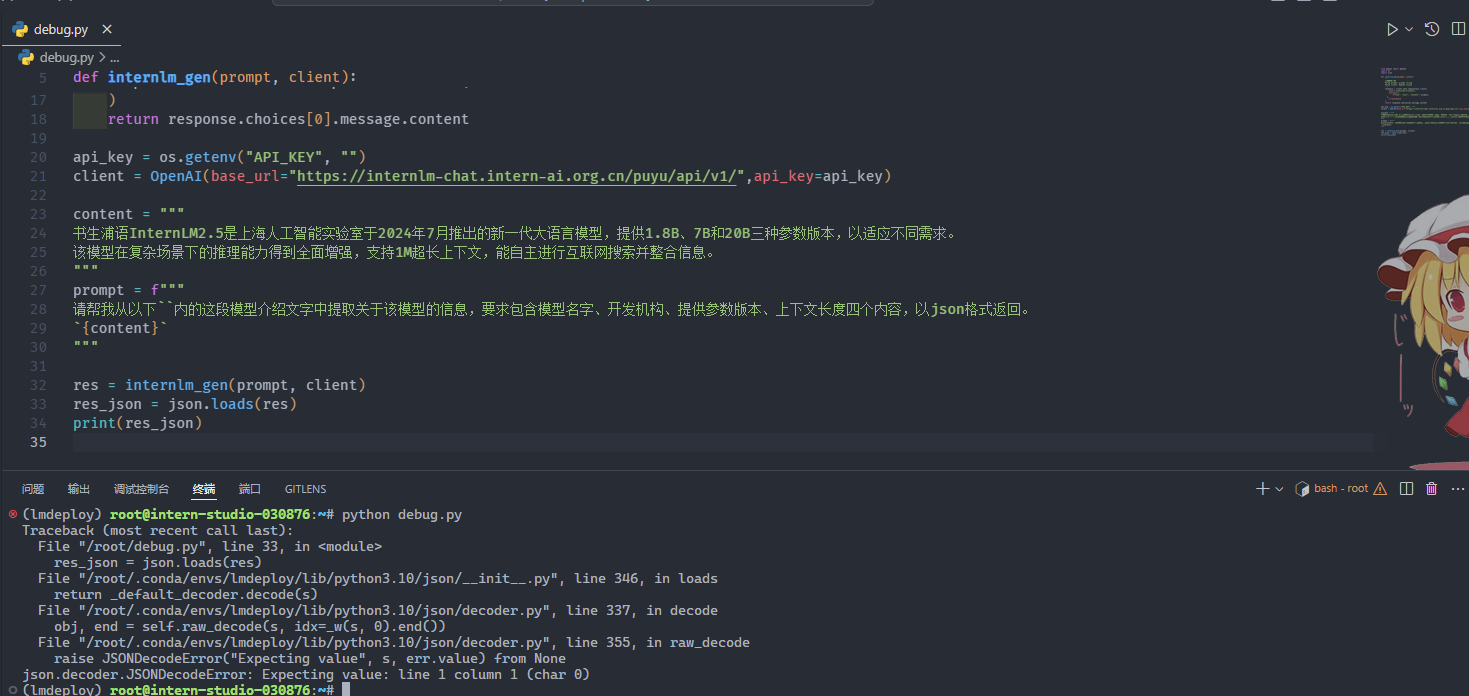 debug.py ×
debug.py > ...
5 def internlm_gen(prompt, client):
17 )
18 return response.choices[0].message.content
19
20 api_key = os.getenv("API_KEY", "")
21 client = OpenAI(base_url="https://internlm-chat.intern-ai.org.cn/puyu/api/v1/",api_key=api_key)
22
23 content = """
24 书生浦语InternLM2.5是上海人工智能实验室于2024年7月推出的新一代大语言模型，提供1.8B、7B和20B三种参数版本，以适应不同需求。
25 该模型在复杂场景下的推理能力得到全面增强，支持1M超长上下文，能自主进行互联网搜索并整合信息。
26 """
27 prompt = f"""
28 请帮我从以下``内的这段模型介绍文字中提取关于该模型的信息，要求包含模型名字、开发机构、提供参数版本、上下文长度四个内容，以json格式返回。
29 `{content}`
30 """
31
32 res = internlm_gen(prompt, client)
33 res_json = json.loads(res)
34 print(res_json)
35
问题 输出 调试控制台 终端 端口 GITLENS
bash - root
(lmdeploy) root@intern-studio-030876:~# python debug.py
Traceback (most recent call last):
File "/root/debug.py", line 33, in <module>
res_json = json.loads(res)
File "/root/.conda/envs/lmdeploy/lib/python3.10/json/__init__.py", line 346, in loads
return _default_decoder.decode(s)
File "/root/.conda/envs/lmdeploy/lib/python3.10/json/decoder.py", line 337, in decode
obj, end = self.raw_decode(s, idx=_w(s, 0).end())
File "/root/.conda/envs/lmdeploy/lib/python3.10/json/decoder.py", line 355, in raw_decode
raise JSONDecodeError("Expecting value", s, err.value) from None
json.decoder.JSONDecodeError: Expecting value: line 1 column 1 (char 0)
(lmdeploy) root@intern-studio-030876:~#